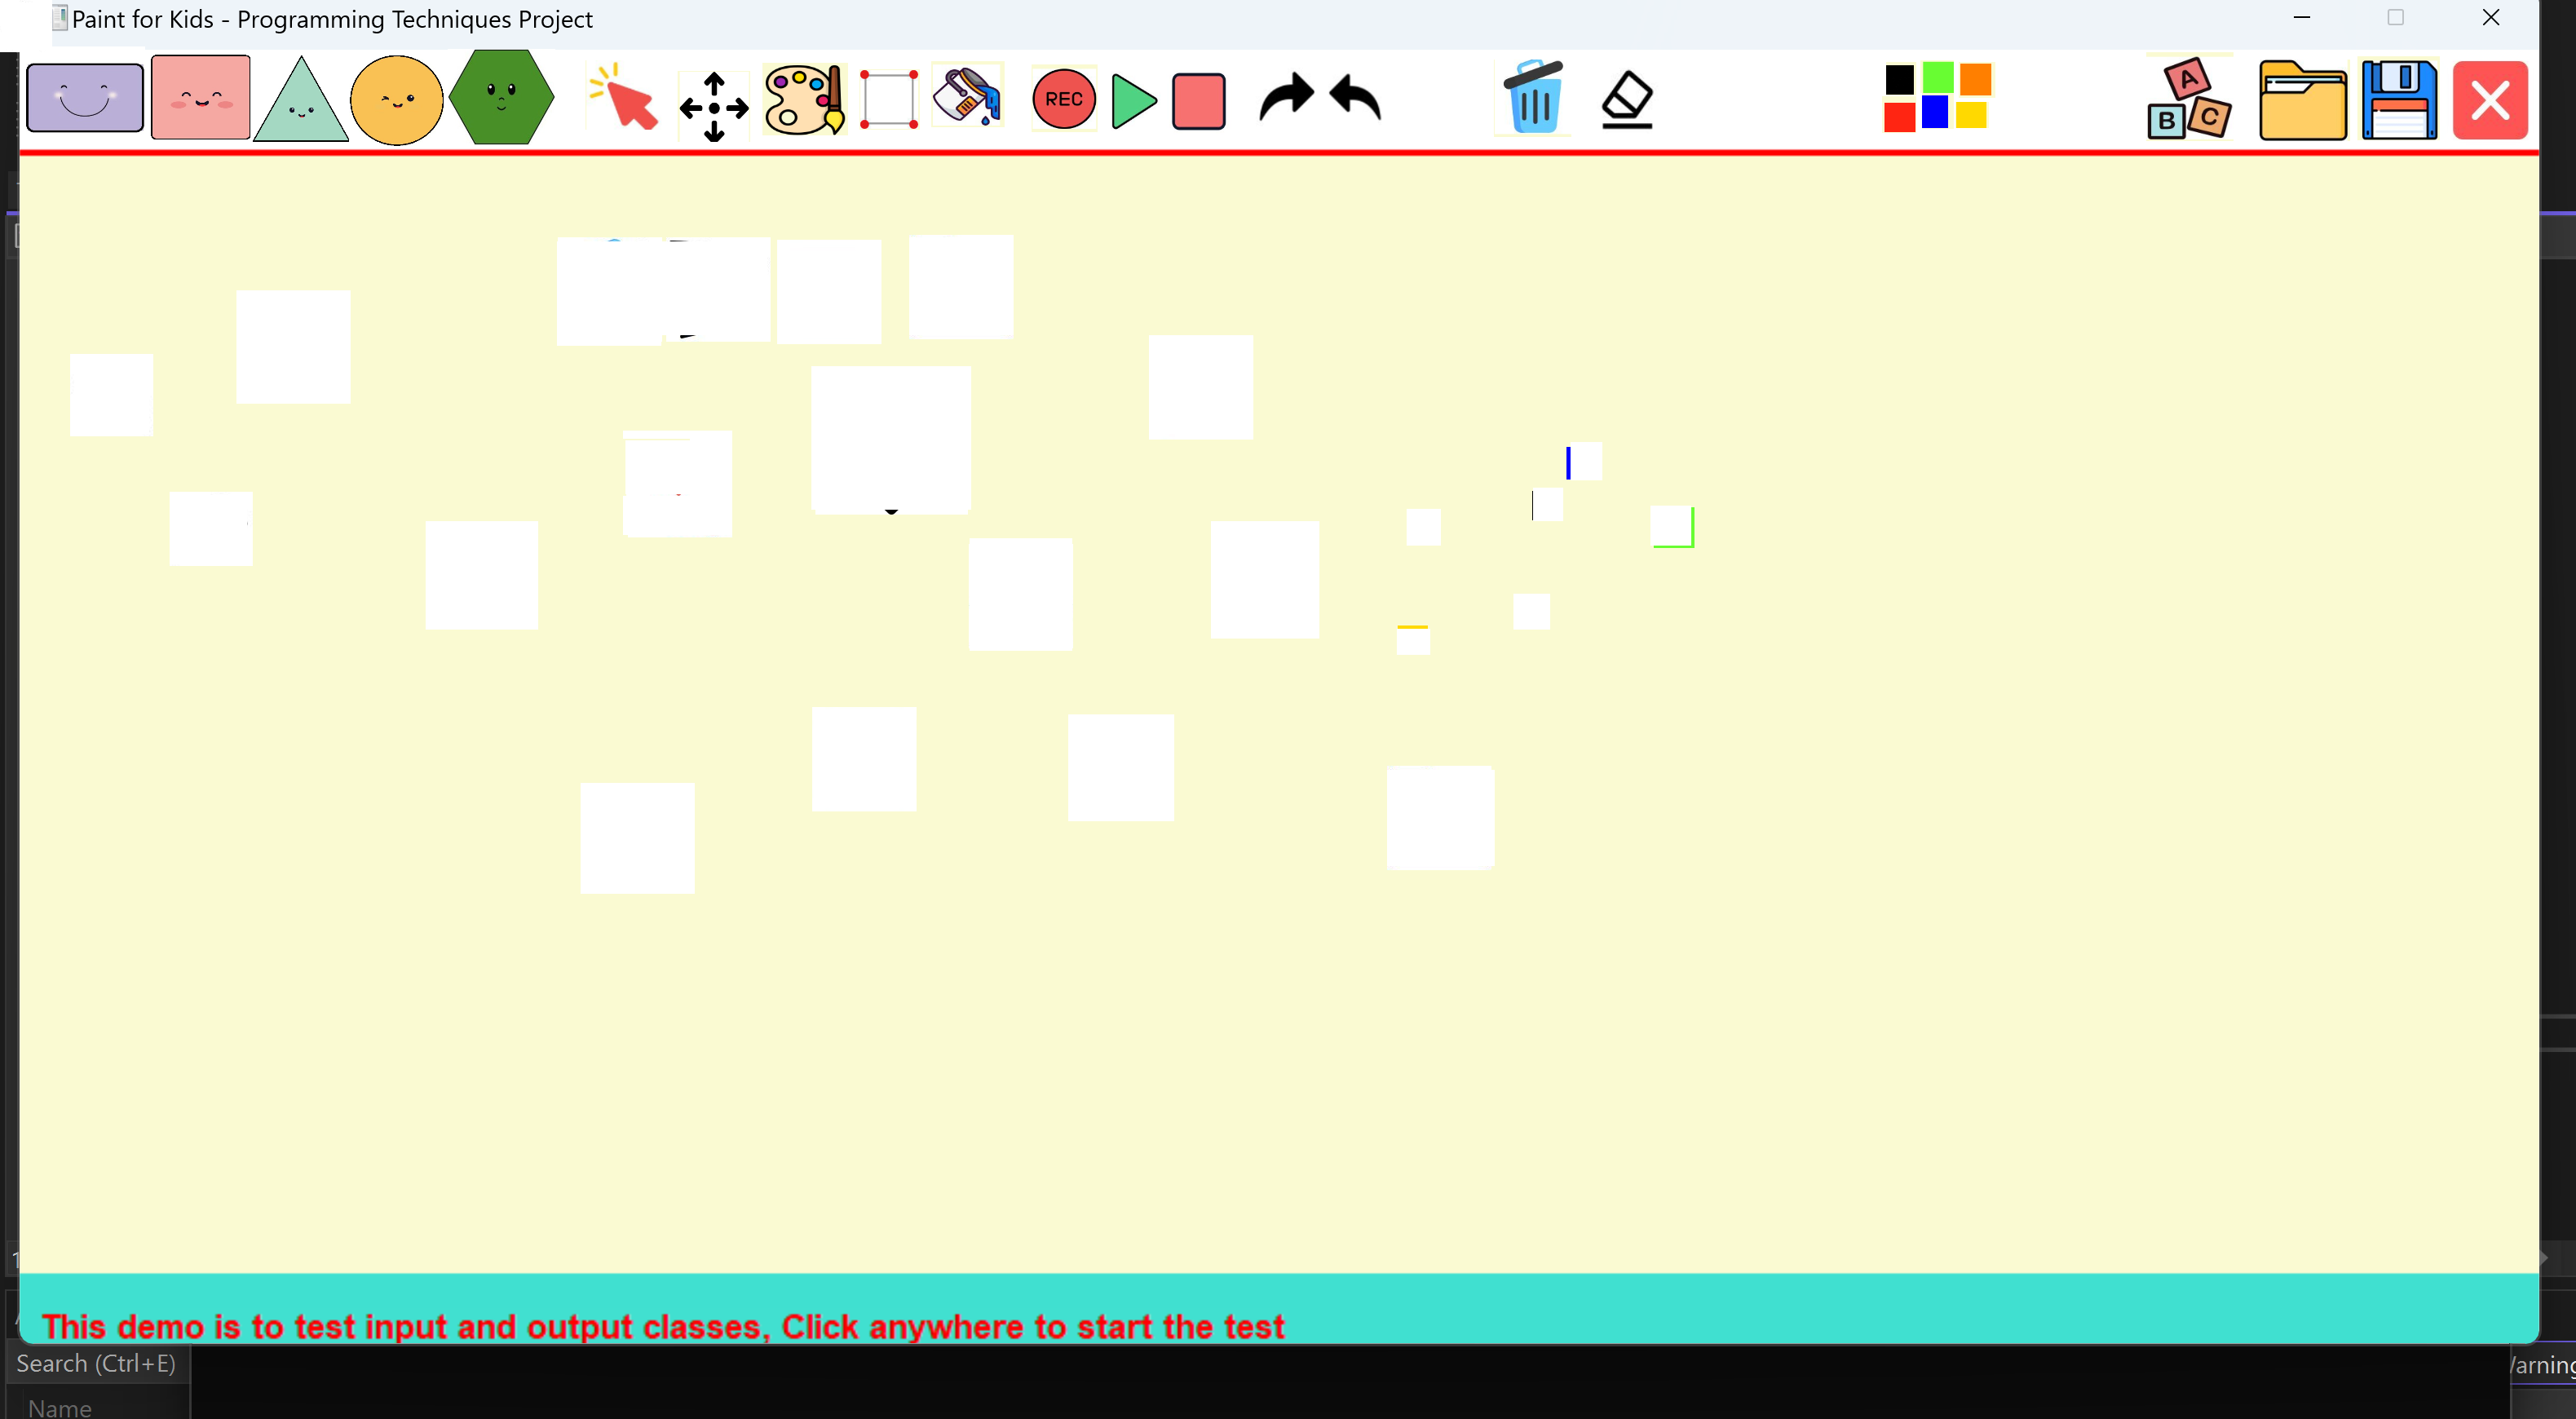 Paint for Kids - Programming Techniques Project
REC
A
B
C
This demo is to test input and output classes, Click anywhere to start the test
Search (Ctrl+E)
Name